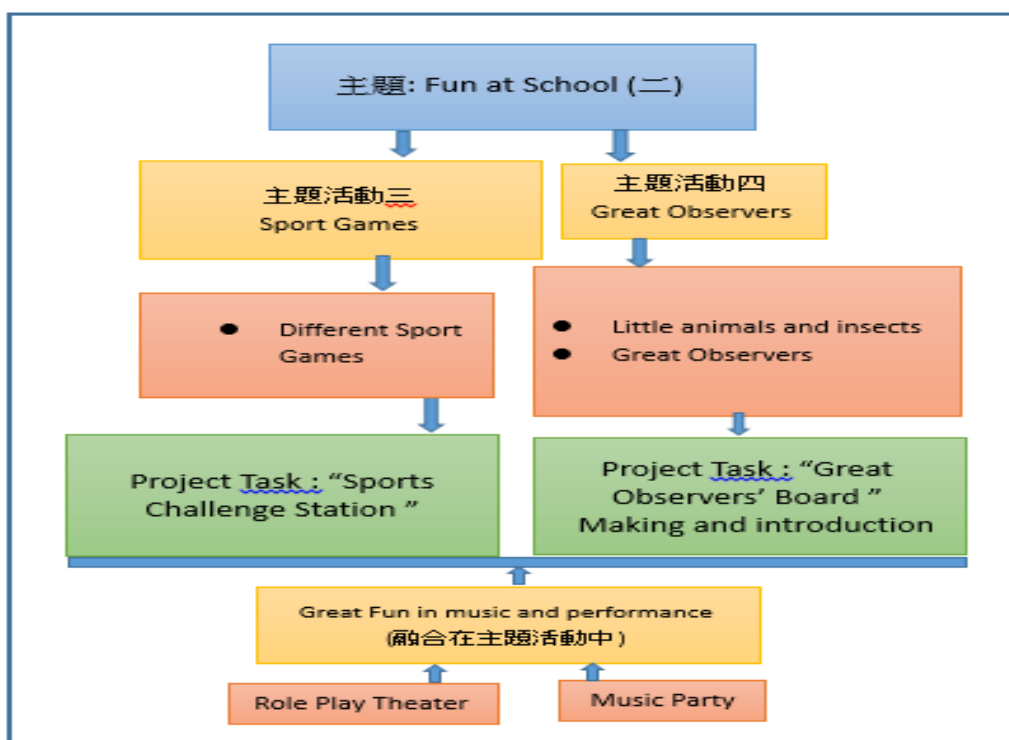 主題: Fun at School (二)
主題活動三
Sport Games
主題活動四
Great Observers
● Different Sport
Games
● Little animals and insects
● Great Observers
Project Task : “Sports
Challenge Station ”
Project Task : “Great
Observers’ Board ”
Making and introduction
Great Fun in music and performance
(融合在主題活動中)
Role Play Theater
Music Party